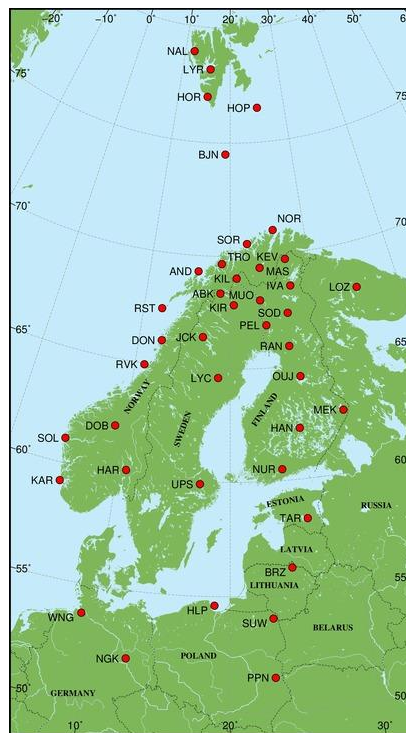 -20° -10° 0° 10° 20° 30° 40° 50° 6
NAL
LYR
75°
HOR
HOP
75
BJN
70°
NOR
SOR
TRO
KEV
AND
MAS
KIL
IVA
LOZ
ABK
MUO
RST
KIR
SOD
65°
PEL
DON
JCK
RAN
65
RVK
LYC
OUJ
NORWAY
MEK
FINLAND
DOB
SWEDEN
HAN
SOL
60°
60
HAR
NUR
KAR
UPS
ESTONIA
RUSSIA
TAR
LATVIA
55°
BRZ
55
LITHUANIA
HLP
WNG
SUW
BELARUS
POLAND
NGK
PPN
50°
GERMANY
50
10° 20° 30°